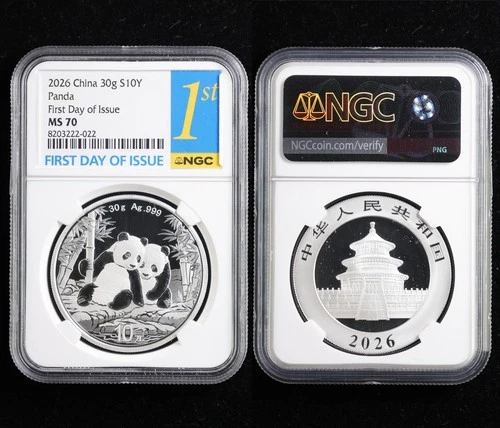 2026 China 30g S10Y
Panda
First Day of Issue
MS 70
8203222-022
FIRST DAY OF ISSUE
1st
NGC
30g Ag.999
10元
NGC
NGCcoin.com/verify
PNG
中华人民共和国
2026